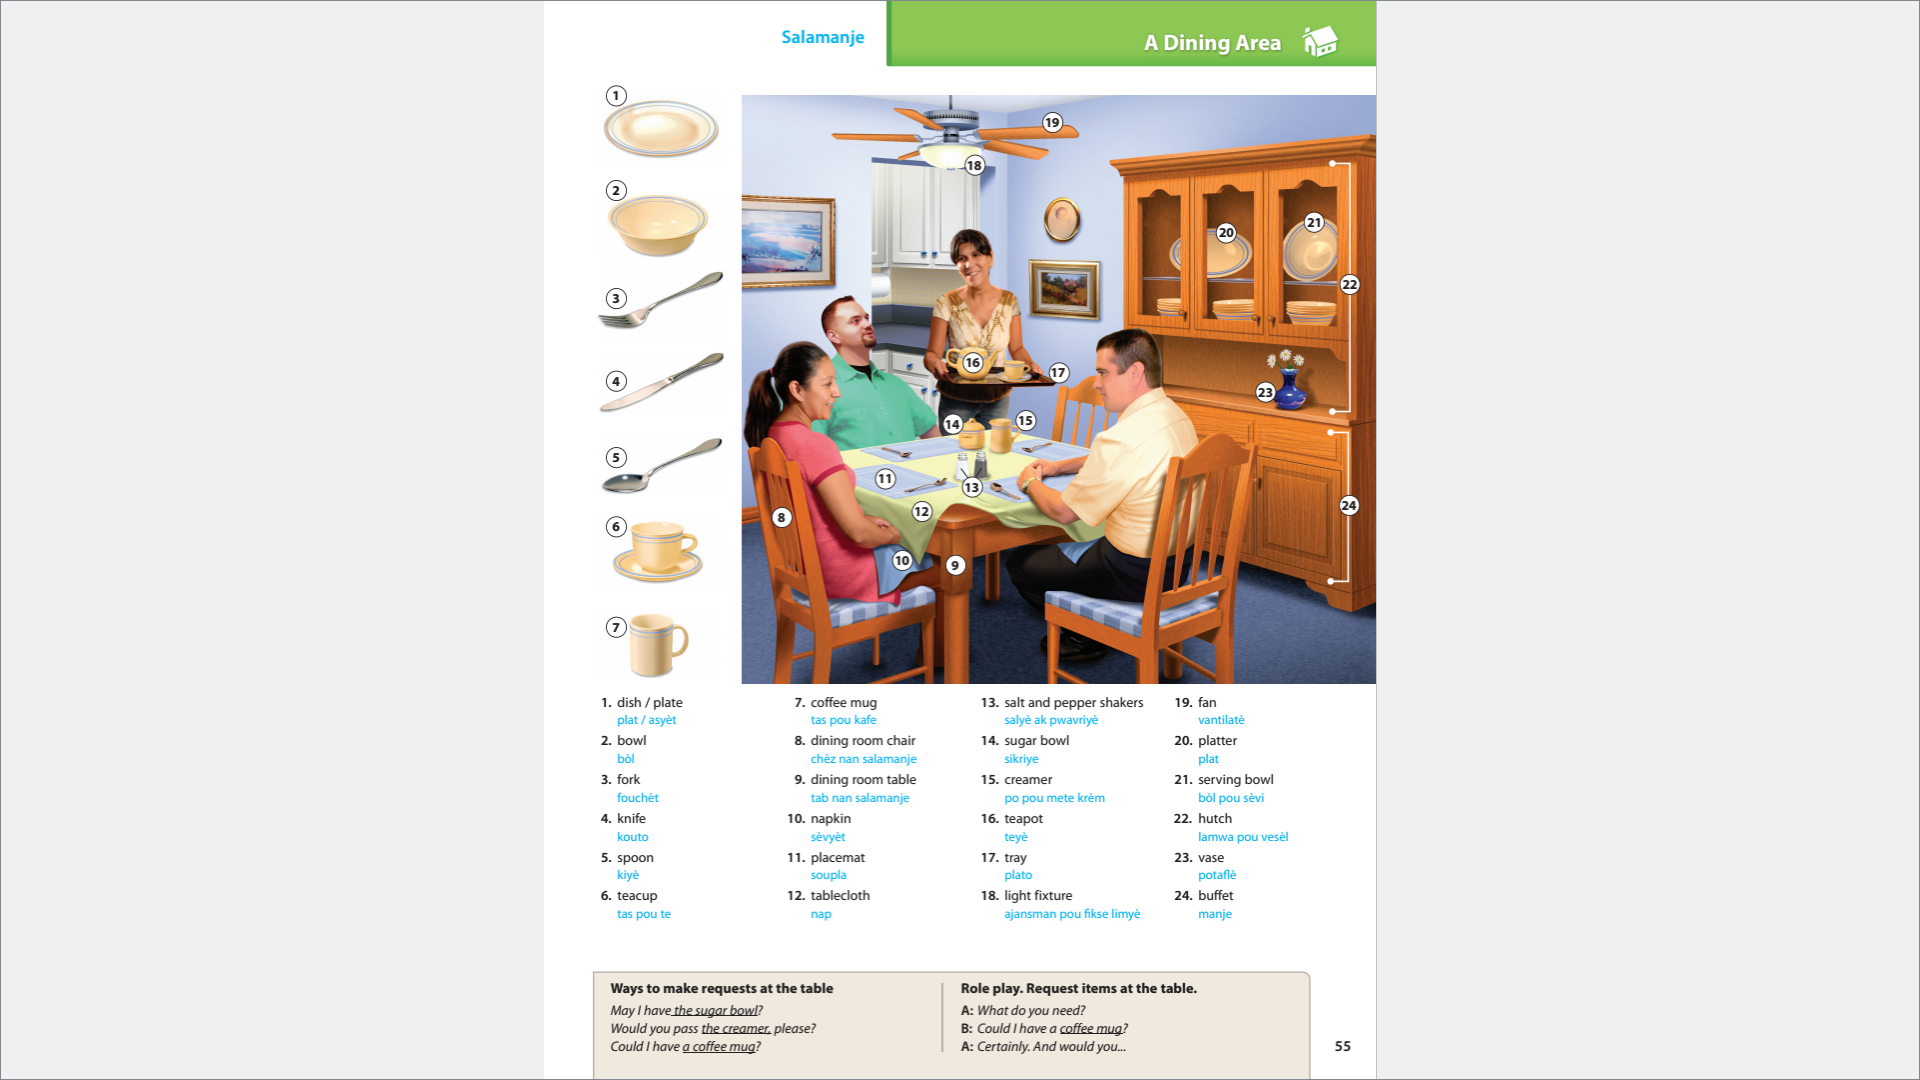 Salamanje
A Dining Area
1
2
3
4
5
6
7
19
18
20
21
22
16
17
23
14
15
11
13
12
8
24
10
9
1. dish / plate
plat / asyèt
2. bowl
bòl
3. fork
fouchèt
4. knife
kouto
5. spoon
kiyè
6. teacup
tas pou te
7. coffee mug
tas pou kafe
8. dining room chair
chèz nan salamanje
9. dining room table
tab nan salamanje
10. napkin
sèvyèt
11. placemat
soupla
12. tablecloth
nap
13. salt and pepper shakers
salyè ak pwavriyè
14. sugar bowl
sikriye
15. creamer
po pou mete krèm
16. teapot
teyè
17. tray
plato
18. light fixture
ajansman pou fikse limyè
19. fan
vantilatè
20. platter
plat
21. serving bowl
bòl pou sèvi
22. hutch
lamwa pou vesèl
23. vase
potaflè
24. buffet
manje
Ways to make requests at the table
May I have the sugar bowl?
Would you pass the creamer, please?
Could I have a coffee mug?
Role play. Request items at the table.
A: What do you need?
B: Could I have a coffee mug?
A: Certainly. And would you...
55